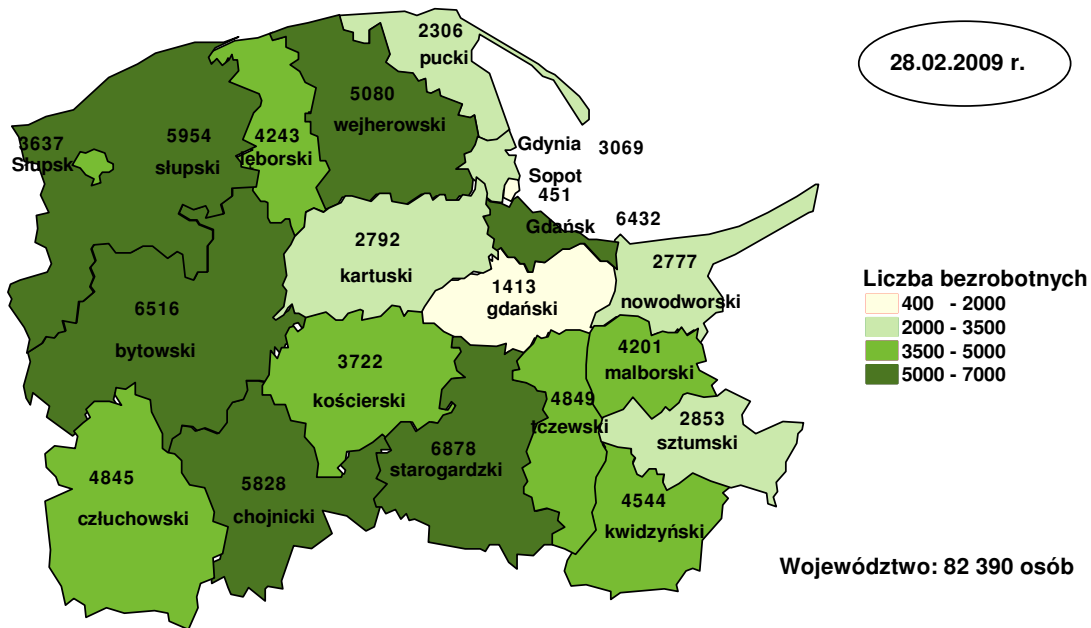 28.02.2009 r.
2306
pucki
5080
wejherowski
4243
lęborski
5954
słupski
3637
Słupsk
Gdynia 3069
Sopot
451
Gdańsk 6432
2792
kartuski
1413
gdański
2777
nowodworski
6516
bytowski
3722
kościerski
4201
malborski
4849
tczewski
2853
sztumski
6878
starogardzki
4845
człuchowski
5828
chojnicki
4544
kwidzyński
Liczba bezrobotnych
400 - 2000
2000 - 3500
3500 - 5000
5000 - 7000
Województwo: 82 390 osób